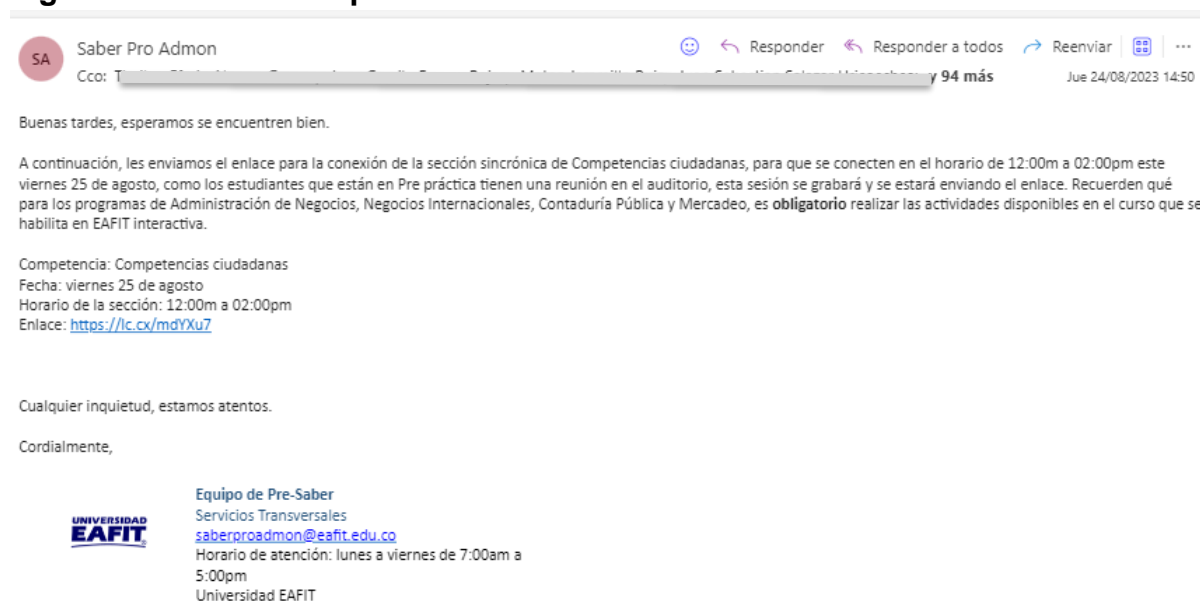 SA
Saber Pro Admon
Responder
Responder a todos
Reenviar
Cco:
y 94 más
Jue 24/08/2023 14:50
Buenas tardes, esperamos se encuentren bien.
A continuación, les enviamos el enlace para la conexión de la sección sincrónica de Competencias ciudadanas, para que se conecten en el horario de 12:00m a 02:00pm este
viernes 25 de agosto, como los estudiantes que están en Pre práctica tienen una reunión en el auditorio, esta sesión se grabará y se estará enviando el enlace. Recuerden qué
para los programas de Administración de Negocios, Negocios Internacionales, Contaduría Pública y Mercadeo, es obligatorio realizar las actividades disponibles en el curso que se
habilita en EAFIT interactiva.
Competencia: Competencias ciudadanas
Fecha: viernes 25 de agosto
Horario de la sección: 12:00m a 02:00pm
Enlace: https://lc.cx/mdYXu7
Cualquier inquietud, estamos atentos.
Cordialmente,
UNIVERSIDAD
EAFIT
Equipo de Pre-Saber
Servicios Transversales
saberproadmon@eafit.edu.co
Horario de atención: lunes a viernes de 7:00am a
5:00pm
Universidad EAFIT